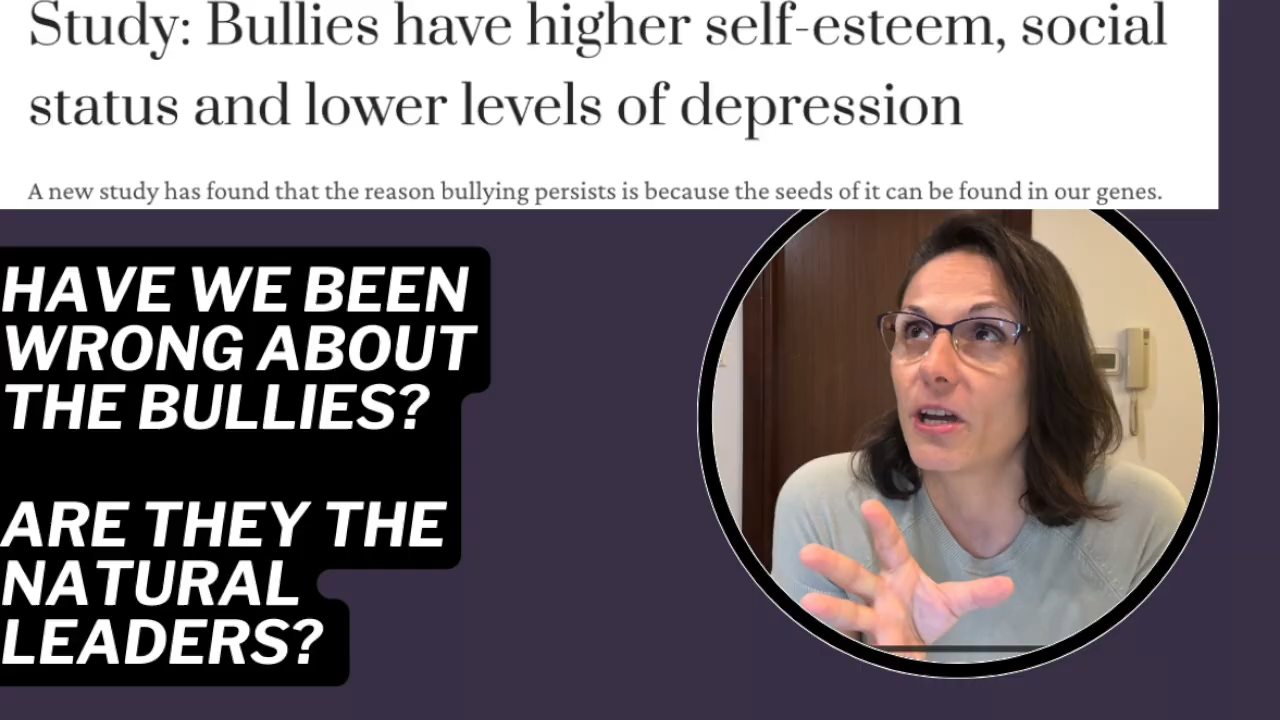 Study: Bullies have higher self-esteem, social
status and lower levels of depression
A new study has found that the reason bullying persists is because the seeds of it can be found in our genes.
HAVE WE BEEN
WRONG ABOUT
THE BULLIES?
ARE THEY THE
NATURAL
LEADERS?